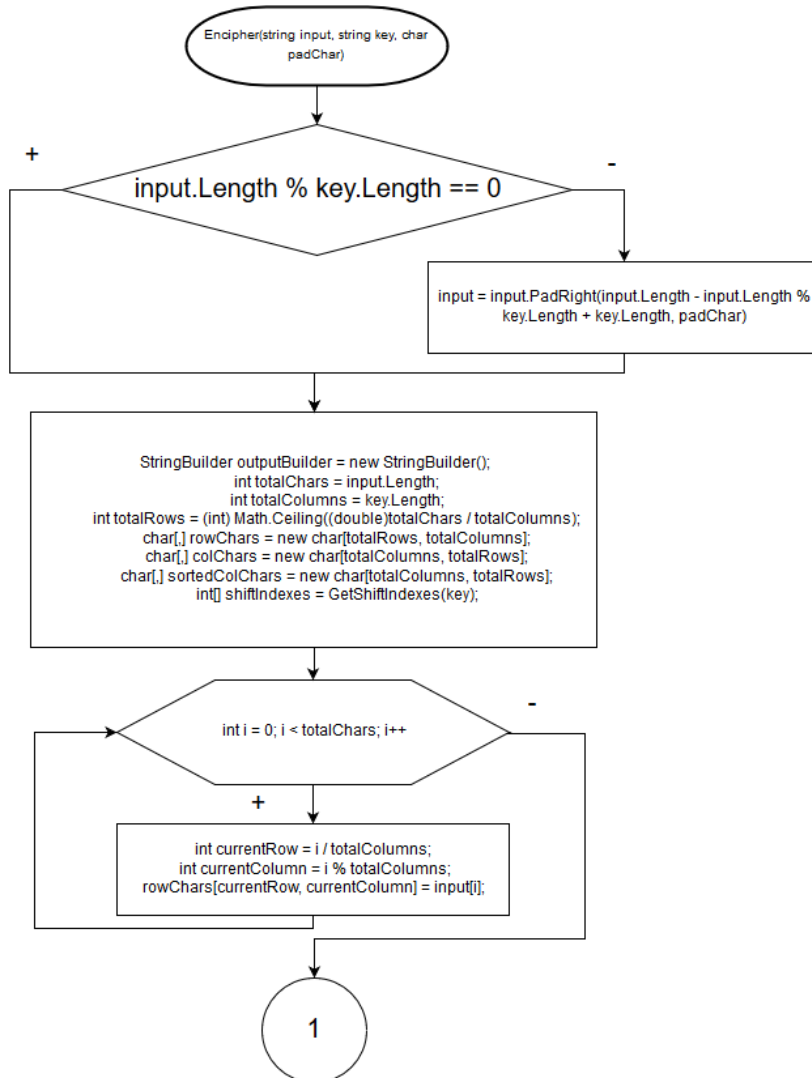 Encipher(string input, string key, char
padChar)
+
-
input.Length % key.Length == 0
input = input.PadRight(input.Length - input.Length %
key.Length + key.Length, padChar)
StringBuilder outputBuilder = new StringBuilder();
int totalChars = input.Length;
int totalColumns = key.Length;
int totalRows = (int) Math.Ceiling((double)totalChars / totalColumns);
char[,] rowChars = new char[totalRows, totalColumns];
char[,] colChars = new char[totalColumns, totalRows];
char[,] sortedColChars = new char[totalColumns, totalRows];
int[] shiftIndexes = GetShiftIndexes(key);
-
int i = 0; i < totalChars; i++
+
int currentRow = i / totalColumns;
int currentColumn = i % totalColumns;
rowChars[currentRow, currentColumn] = input[i];
1